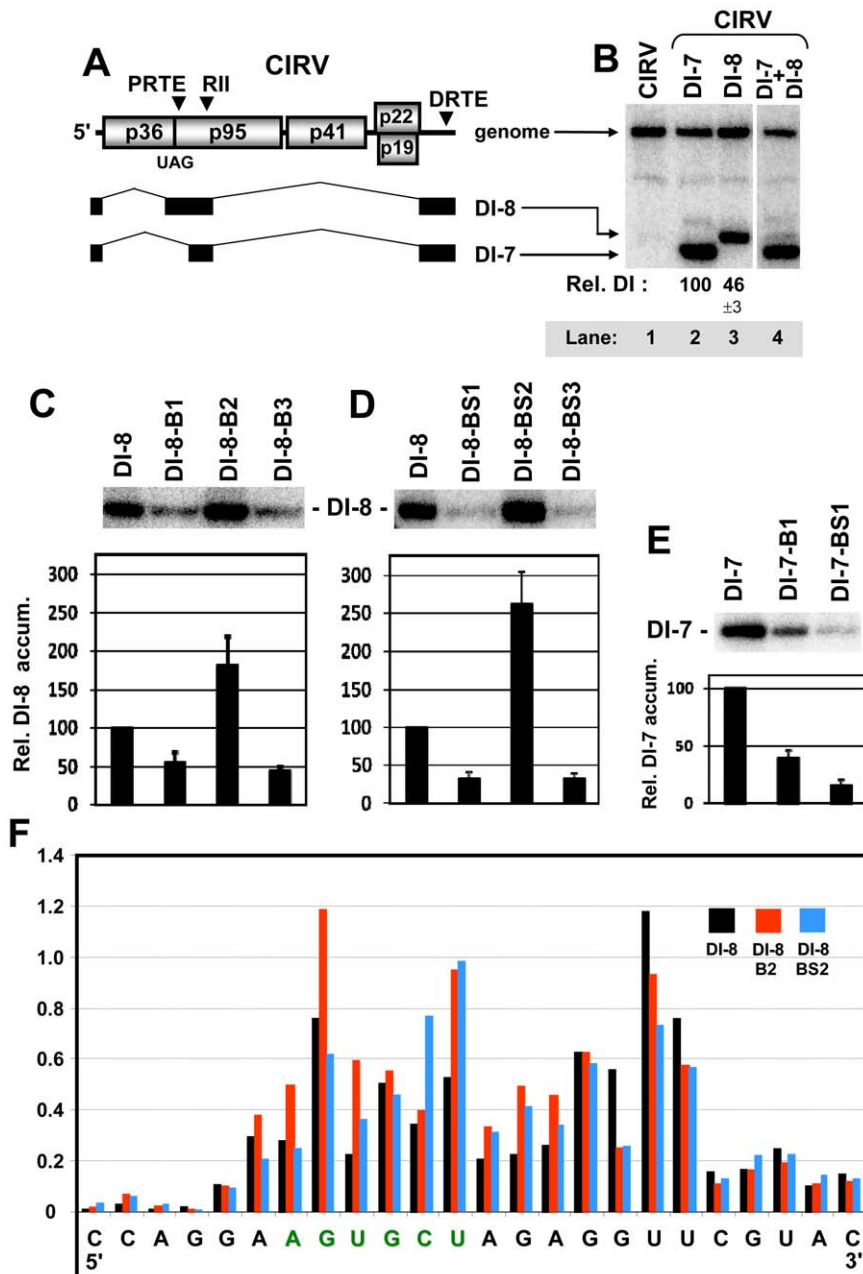 A
CIRV
PRTE RII DRTE
5' p36 p95 p41 p22 p19
UAG
genome
DI-8
DI-7
B
CIRV
CIRV DI-7 DI-8 DI-7 + DI-8
Rel. DI : 100 46
±3
Lane: 1 2 3 4
C
DI-8 DI-8-B1 DI-8-B2 DI-8-B3
- DI-8 -
Rel. DI-8 accum.
300
250
200
150
100
50
0
D
DI-8 DI-8-BS1 DI-8-BS2 DI-8-BS3
300
250
200
150
100
50
0
E
DI-7 DI-7-B1 DI-7-BS1
DI-7 -
Rel. DI-7 accum.
100
50
0
F
1.4
1.2
1.0
0.8
0.6
0.4
0.2
0
DI-8 DI-8 B2 DI-8 BS2
C C A G G A A G U G C U A G A G G U U C G U A C
5' 3'